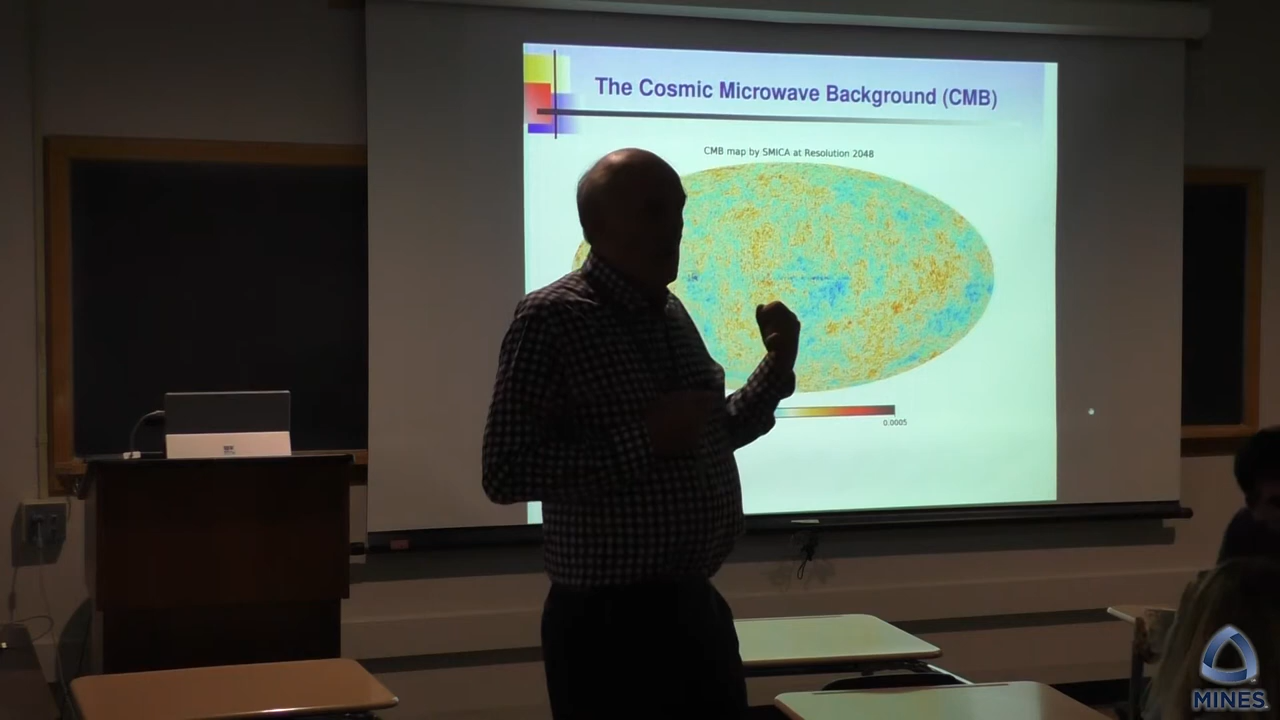 The Cosmic Microwave Background (CMB)
CMB map by SMICA at Resolution 2048
0.0005
MINES